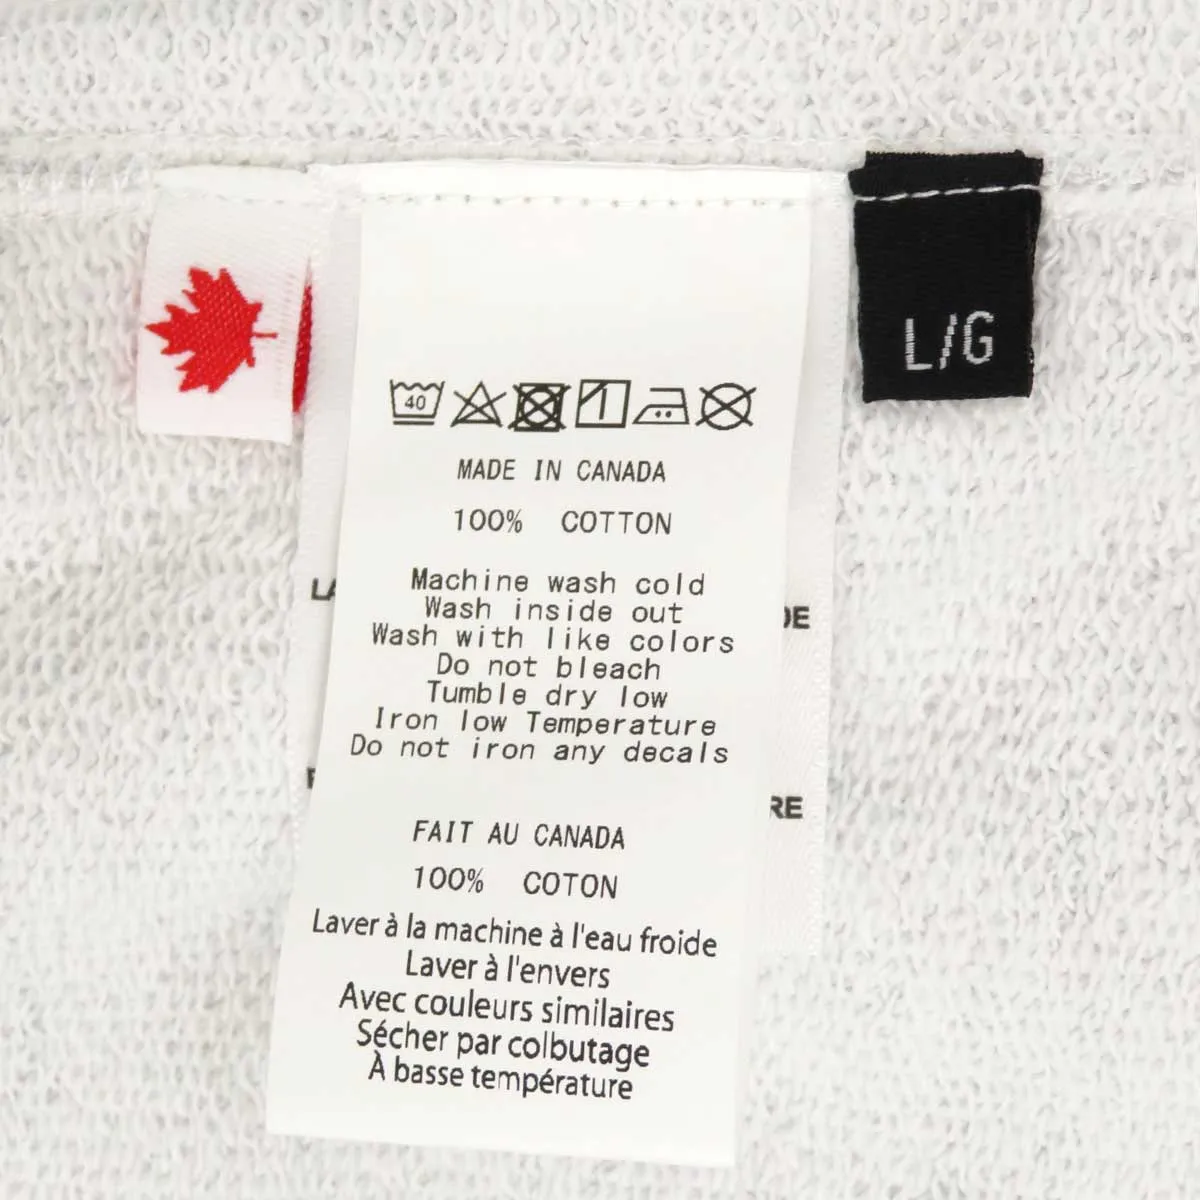 L/G
40
MADE IN CANADA
100% COTTON
Machine wash cold
Wash inside out
Wash with like colors
Do not bleach
Tumble dry low
Iron low Temperature
Do not iron any decals
FAIT AU CANADA
100% COTON
Laver à la machine à l'eau froide
Laver à l'envers
Avec couleurs similaires
Sécher par colbutage
À basse température